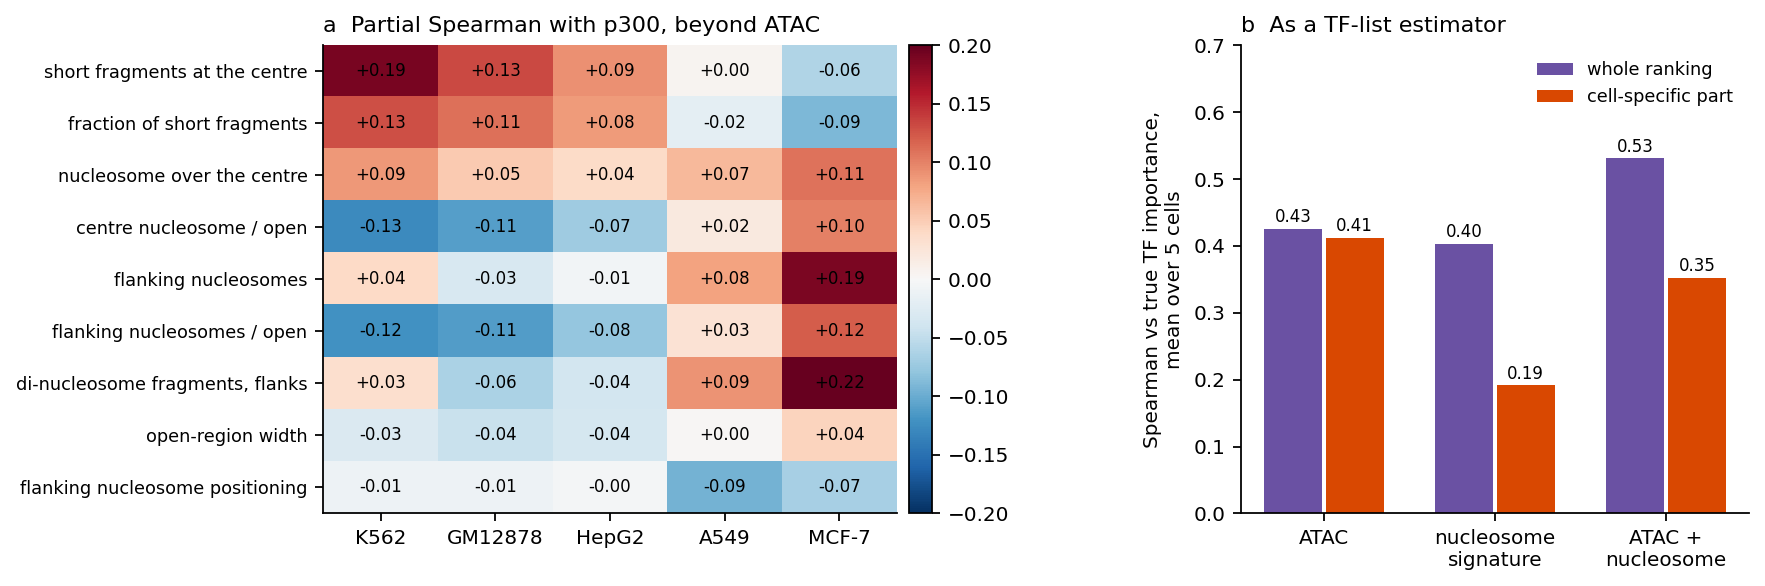 a  Partial Spearman with p300, beyond ATAC
short fragments at the centre +0.19 +0.13 +0.09 +0.00 -0.06
fraction of short fragments +0.13 +0.11 +0.08 -0.02 -0.09
nucleosome over the centre +0.09 +0.05 +0.04 +0.07 +0.11
centre nucleosome / open -0.13 -0.11 -0.07 +0.02 +0.10
flanking nucleosomes +0.04 -0.03 -0.01 +0.08 +0.19
flanking nucleosomes / open -0.12 -0.11 -0.08 +0.03 +0.12
di-nucleosome fragments, flanks +0.03 -0.06 -0.04 +0.09 +0.22
open-region width -0.03 -0.04 -0.04 +0.00 +0.04
flanking nucleosome positioning -0.01 -0.01 -0.00 -0.09 -0.07
K562 GM12878 HepG2 A549 MCF-7
0.20
0.15
0.10
0.05
0.00
−0.05
−0.10
−0.15
−0.20
b  As a TF-list estimator
whole ranking
cell-specific part
Spearman vs true TF importance,
mean over 5 cells
0.7
0.6
0.5
0.4
0.3
0.2
0.1
0.0
0.43 0.41
0.40 0.19
0.53 0.35
ATAC
nucleosome
signature
ATAC +
nucleosome